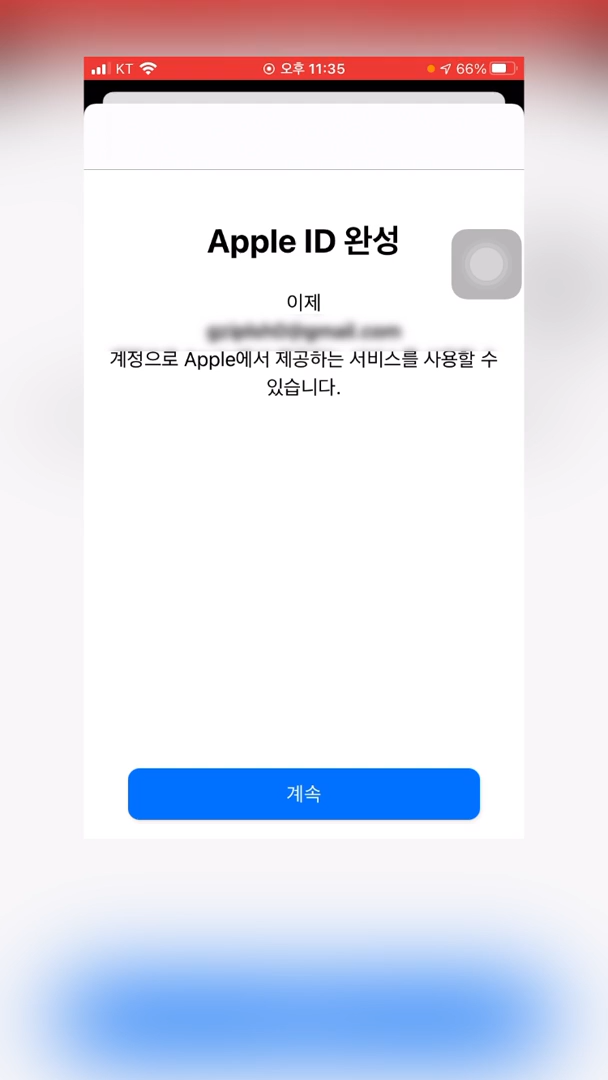 KT 오후 11:35 66%
Apple ID 완성
이제
계정으로 Apple에서 제공하는 서비스를 사용할 수
있습니다.
계속